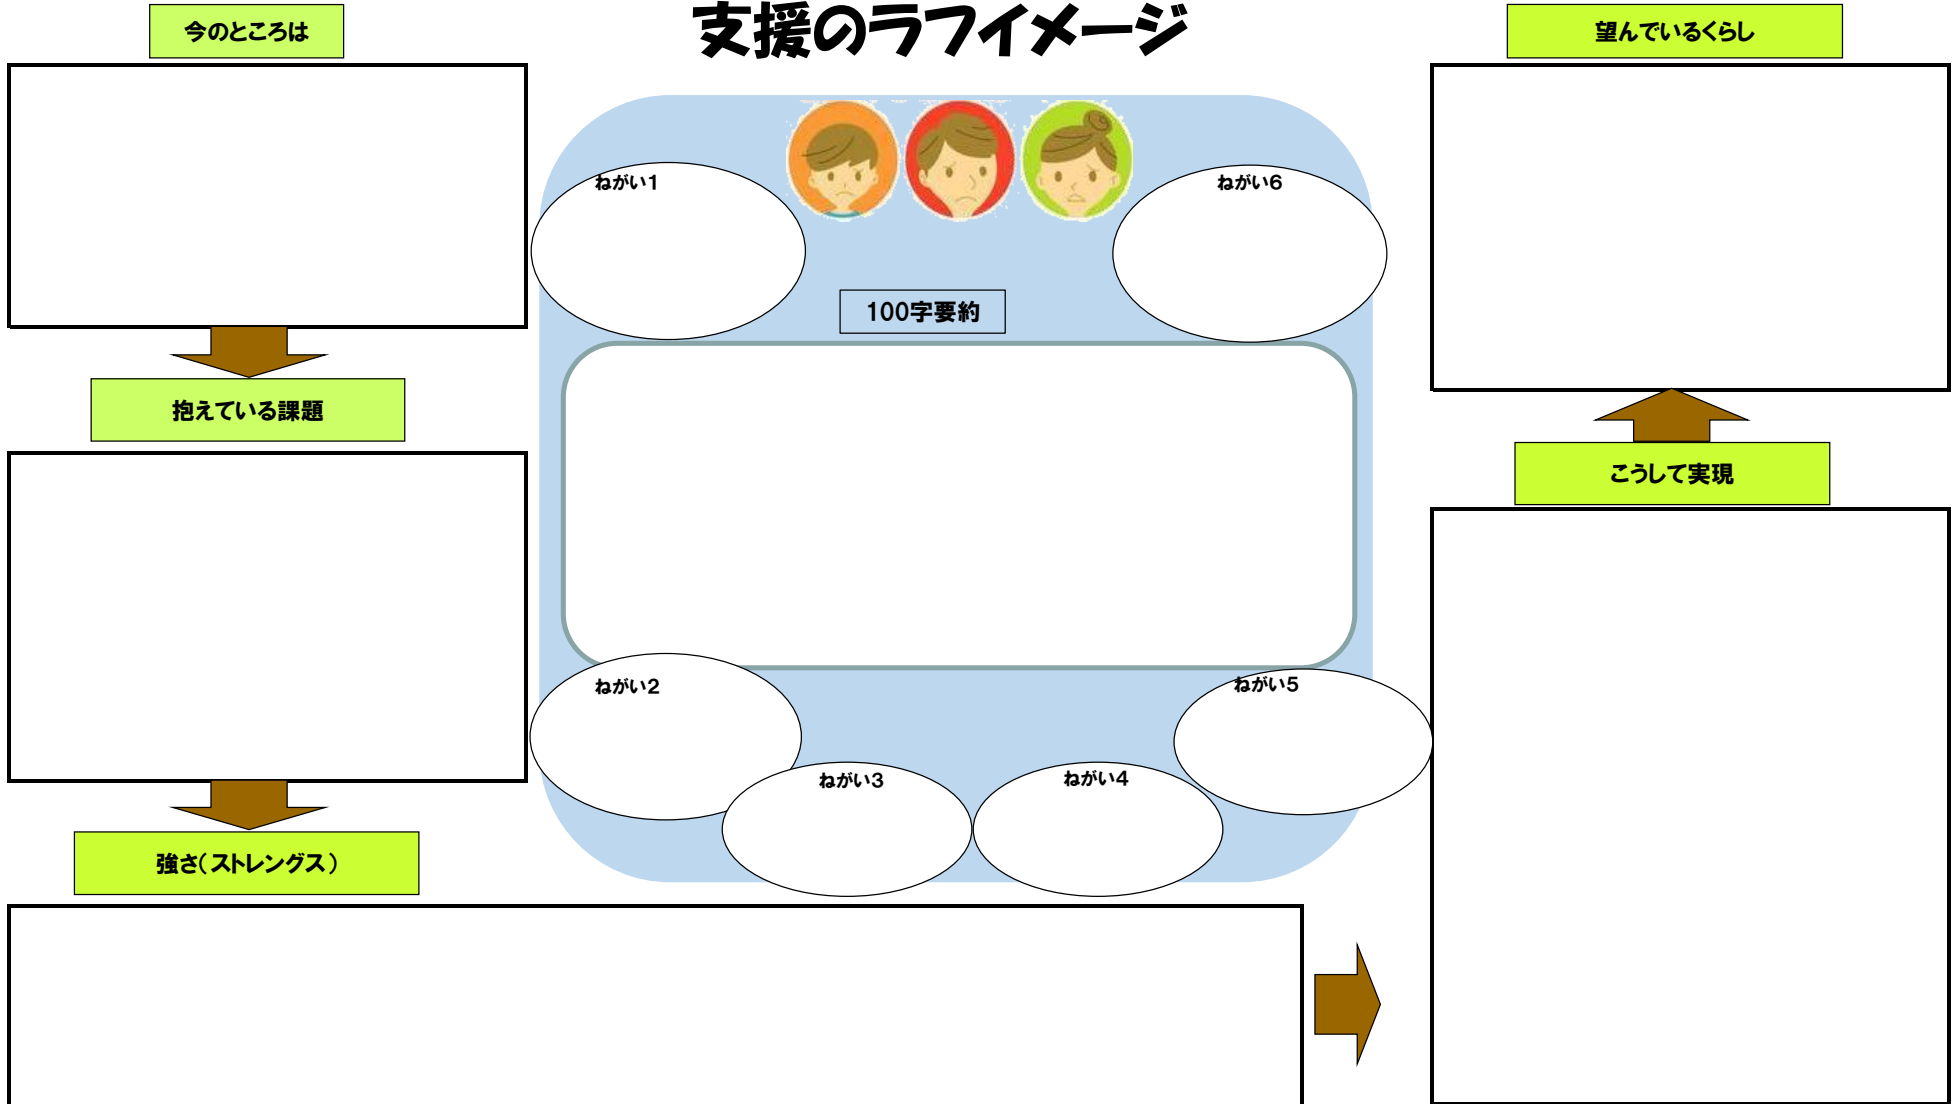 支援のラフイメージ
今のところは
望んでいるくらし
ねがい1
ねがい6
100字要約
抱えている課題
こうして実現
ねがい2
ねがい5
ねがい3
ねがい4
強さ(ストレングス)